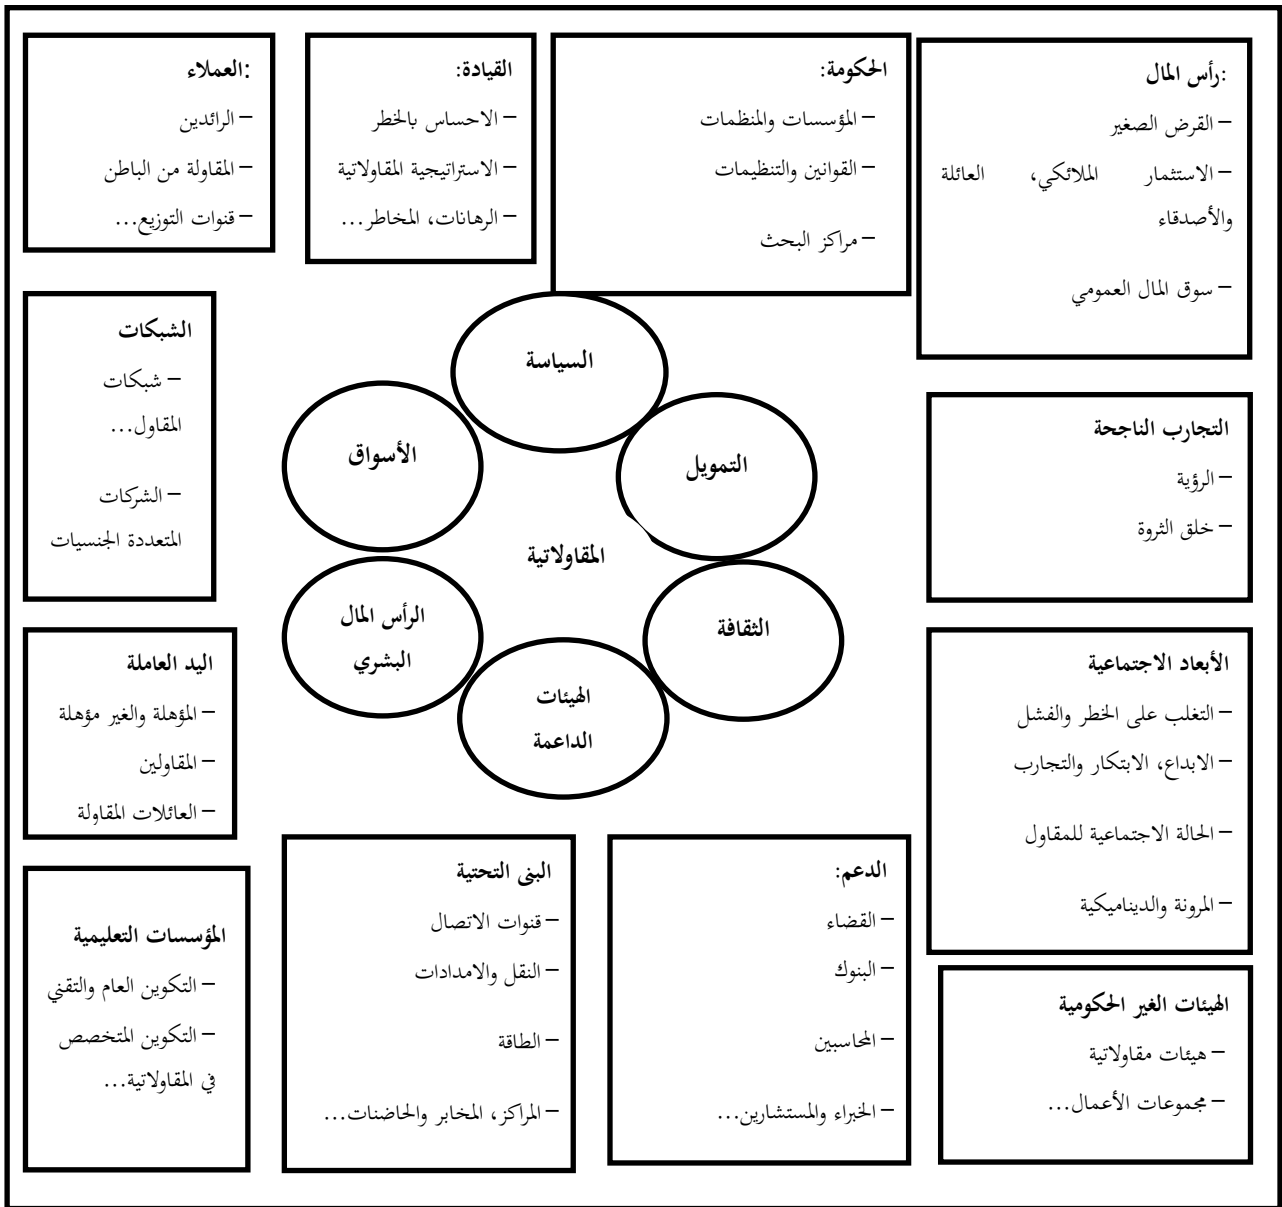 رأس المال:
– القرض الصغير
– الاستثمار الملائكي، العائلة
والأصدقاء
– سوق المال العمومي
الحكومة:
– المؤسسات والمنظمات
– القوانين والتنظيمات
– مراكز البحث
القيادة:
– الاحساس بالخطر
– الاستراتيجية المقاولاتية
– الرهانات، المخاطر...
العملاء:
– الرائدين
– المقاولة من الباطن
– قنوات التوزيع...
السياسة
التمويل
الأسواق
المقاولاتية
الثقافة
الرأس المال
البشري
الهيئات
الداعمة
التجارب الناجحة
– الرؤية
– خلق الثروة
الشبكات
– شبكات
المقاول...
– الشركات
المتعددة الجنسيات
الأبعاد الاجتماعية
– التغلب على الخطر والفشل
– الابداع، الابتكار والتجارب
– الحالة الاجتماعية للمقاول
– المرونة والديناميكية
اليد العاملة
– المؤهلة والغير مؤهلة
– المقاولين
– العائلات المقاولة
الهيئات الغير الحكومية
– هيئات مقاولاتية
– مجموعات الأعمال...
الدعم:
– القضاء
– البنوك
– المحاسبين
– الخبراء والمستشارين...
البنى التحتية
– قنوات الاتصال
– النقل والامدادات
– الطاقة
– المراكز، المخابر والحاضنات...
المؤسسات التعليمية
– التكوين العام والتقني
– التكوين المتخصص
في المقاولاتية...